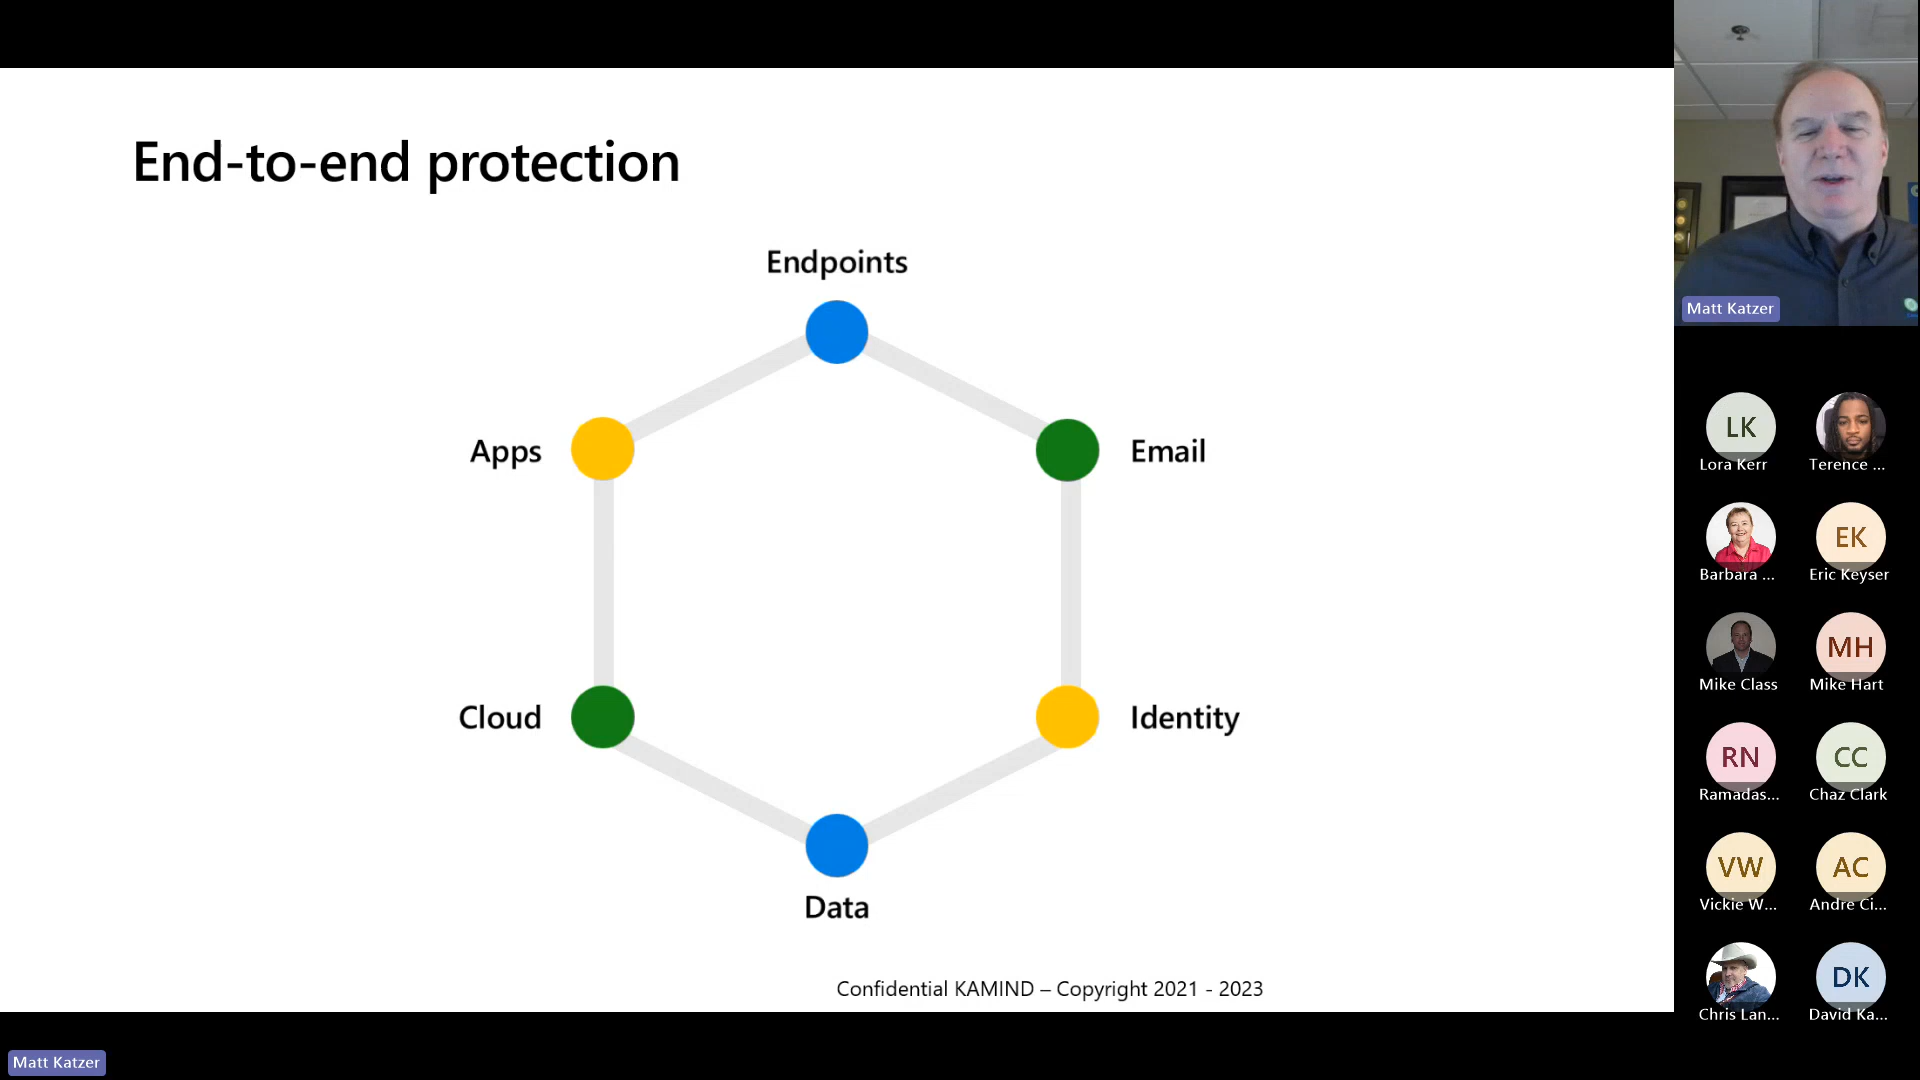 End-to-end protection
Endpoints
Apps
Email
Cloud
Identity
Data
Confidential KAMIND – Copyright 2021 - 2023
Matt Katzer
Matt Katzer
LK
Lora Kerr
Terence ...
Barbara ...
EK
Eric Keyser
Mike Class
MH
Mike Hart
RN
Ramadas...
CC
Chaz Clark
VW
Vickie W...
AC
Andre Ci...
Chris Lan...
DK
David Ka...